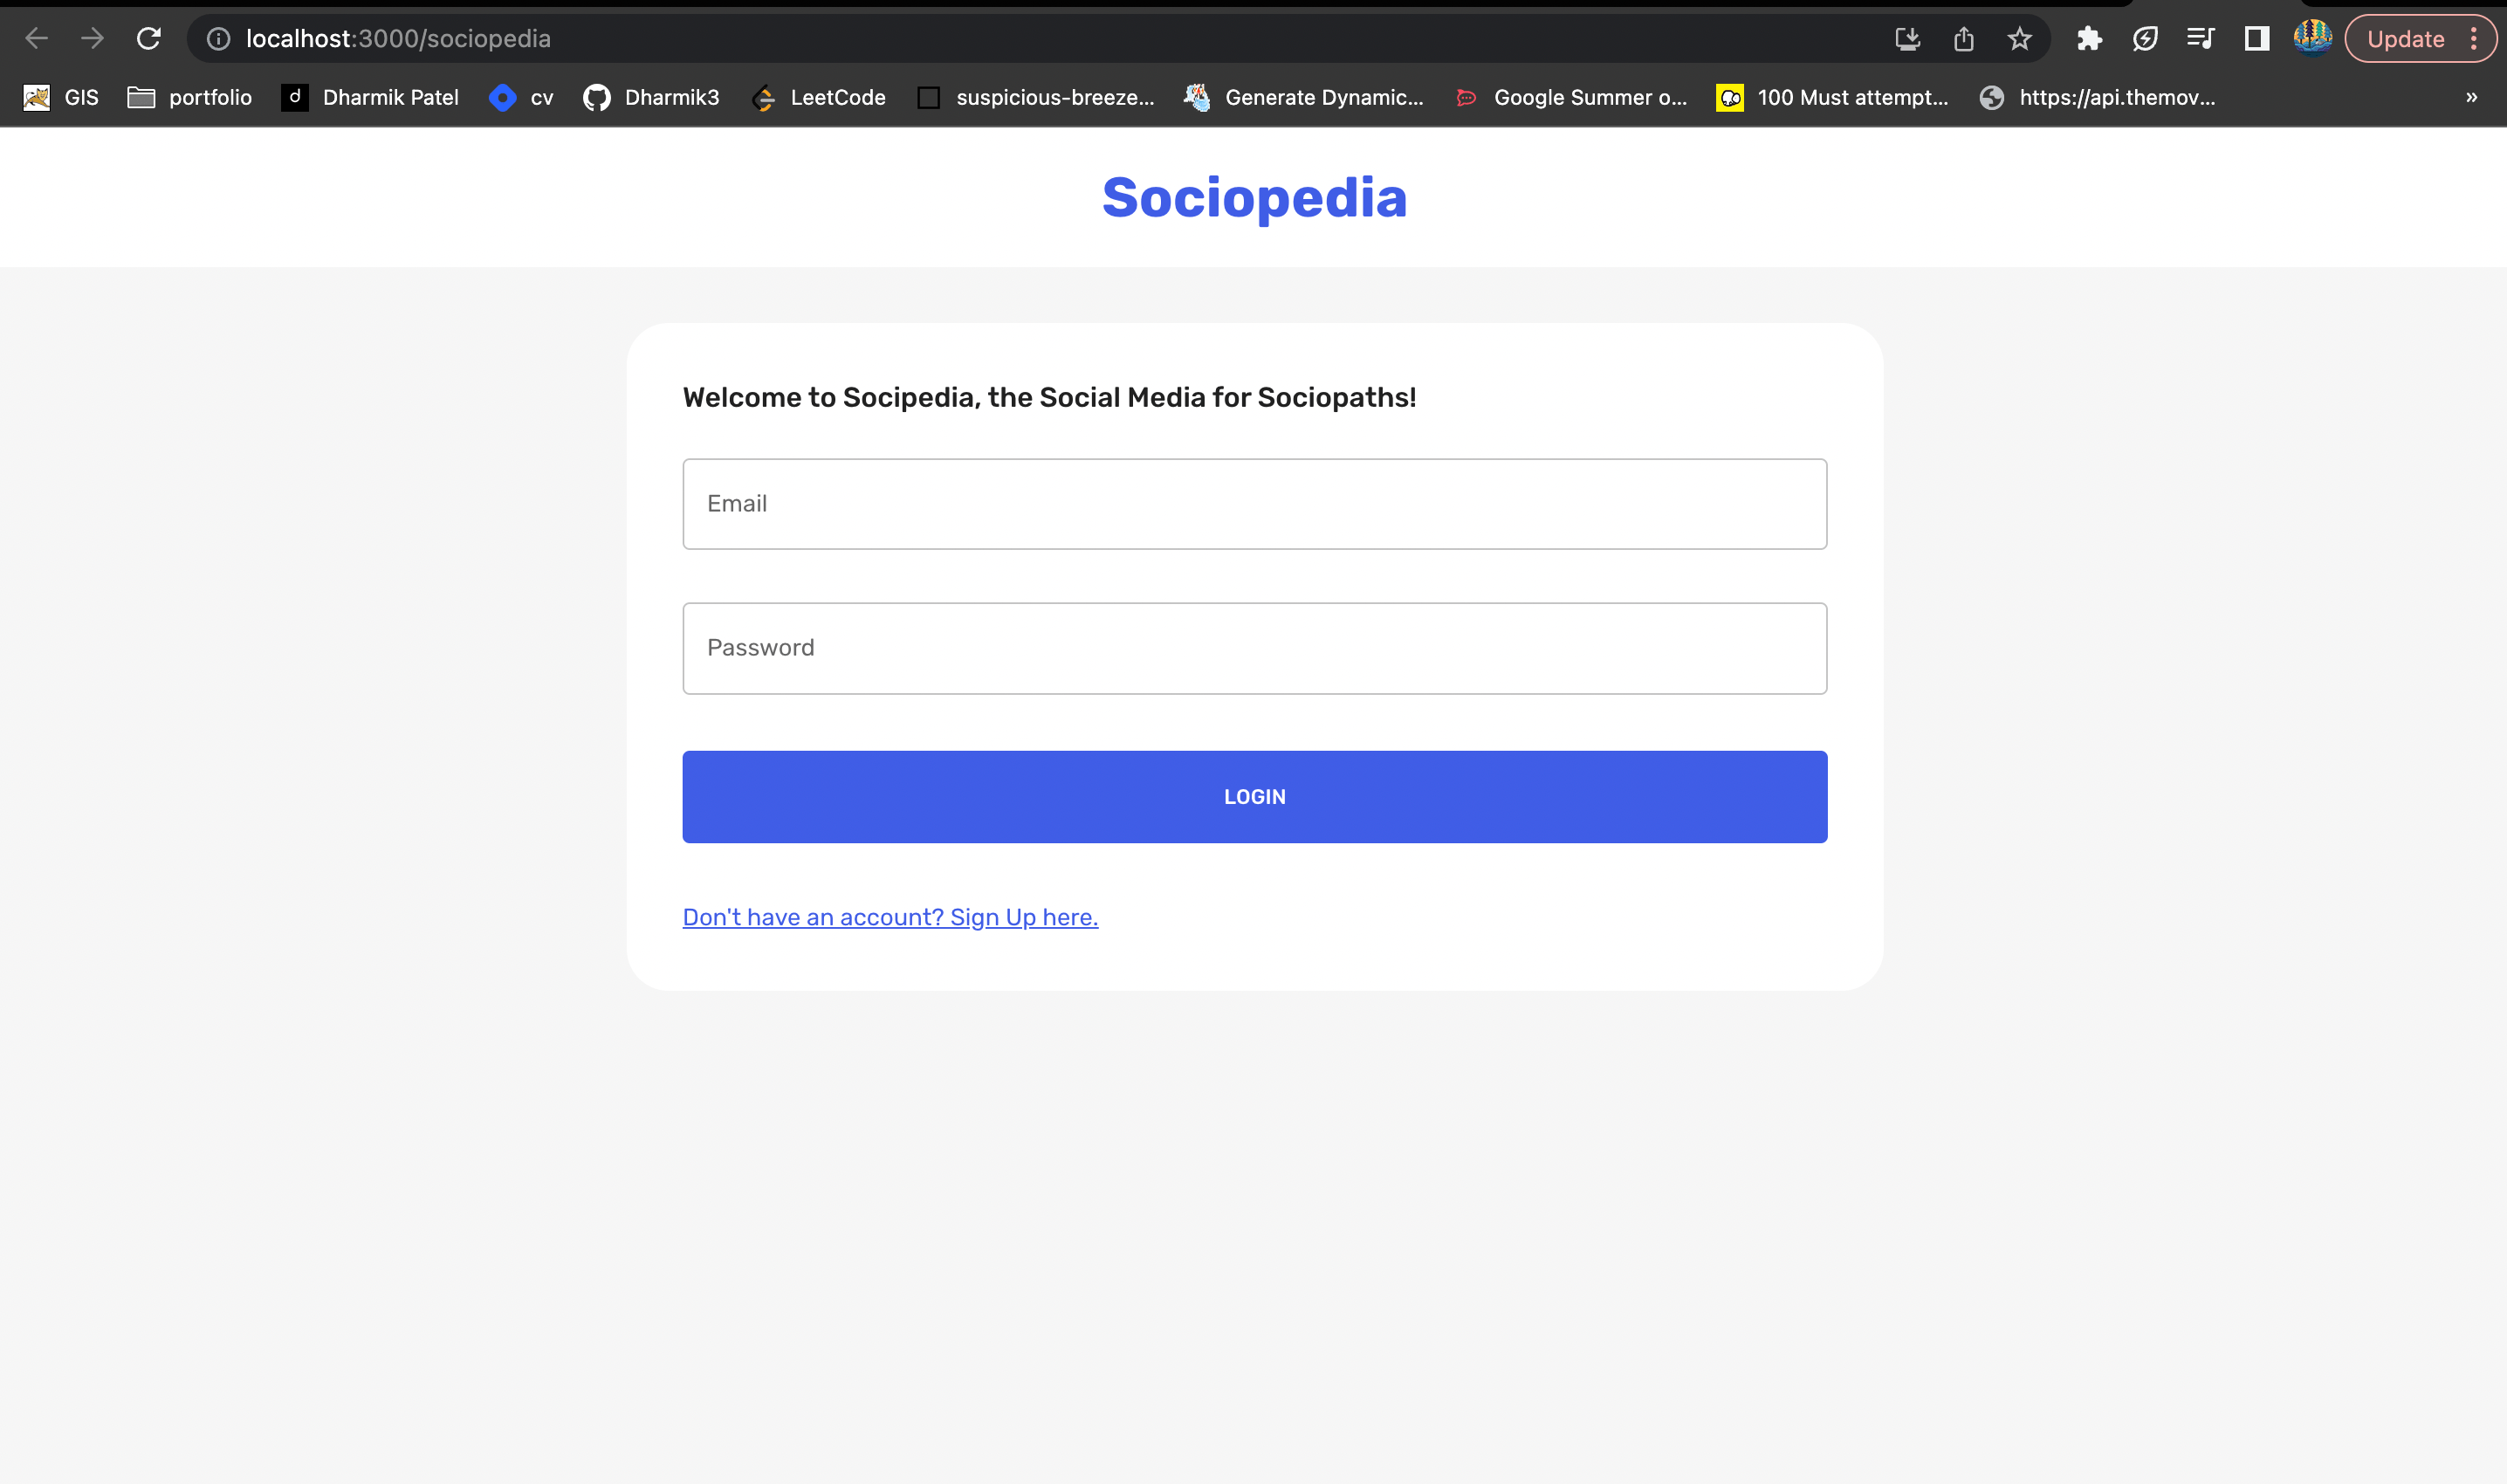 localhost:3000/sociopedia
Update
GIS portfolio d Dharmik Patel cv Dharmik3 LeetCode suspicious-breeze... Generate Dynamic... Google Summer o... 100 Must attempt... https://api.themov... »
Sociopedia
Welcome to Socipedia, the Social Media for Sociopaths!
Email
Password
LOGIN
Don't have an account? Sign Up here.